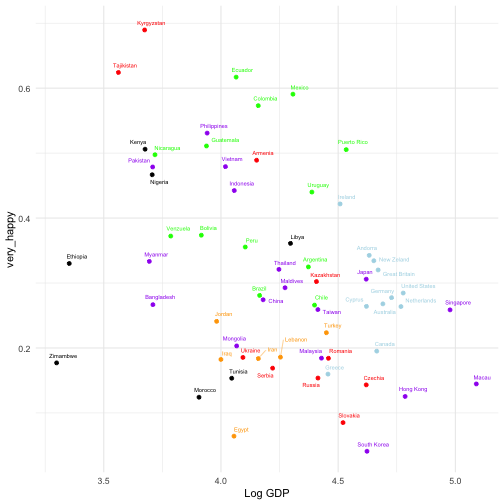 Kyrgyzstan
Tajikistan
Ecuador
Mexico
Colombia
0.6
Philippines
Kenya
Nicaragua
Guatemala
Puerto Rico
Armenia
Pakistan
Vietnam
Nigeria
Indonesia
Uruguay
Ireland
0.4
Vanzuela
Bolivia
Libya
Peru
Andorra
Ethiopia
Myanmar
Thailand
Argentina
New Zeland
Japan
Great Britain
Kazakhstan
Maldives
Bangladesh
Brazil
China
Chile
Taiwan
Cyprus
Germany
United States
Netherlands
Australia
Singapore
Jordan
Turkey
Mongolia
Lebanon
0.2
Zimambwe
Iraq
Ukraine
Iran
Malaysia
Romania
Canada
Tunisia
Serbia
Greece
Russia
Czechia
Macau
Morocco
Hong Kong
Slovakia
Egypt
South Korea
3.5 4.0 4.5 5.0
Log GDP
very_happy